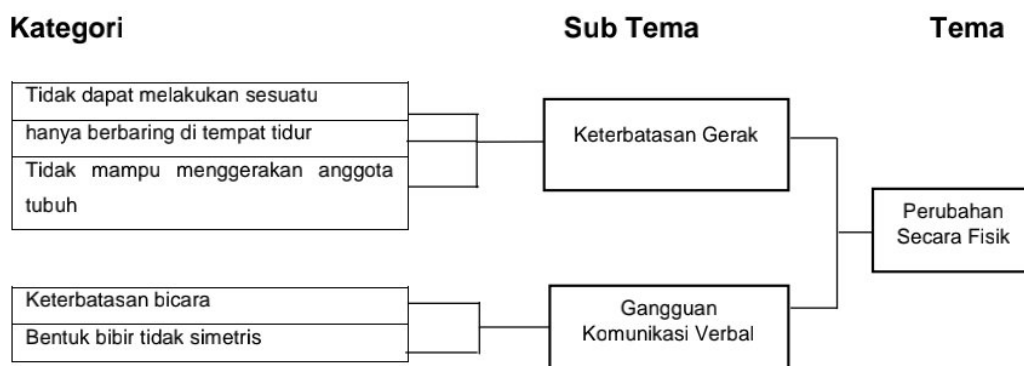 Kategori
Sub Tema
Tema
Tidak dapat melakukan sesuatu
hanya berbaring di tempat tidur
Tidak mampu menggerakan anggota
tubuh
Keterbatasan Gerak
Perubahan
Secara Fisik
Keterbatasan bicara
Bentuk bibir tidak simetris
Gangguan
Komunikasi Verbal